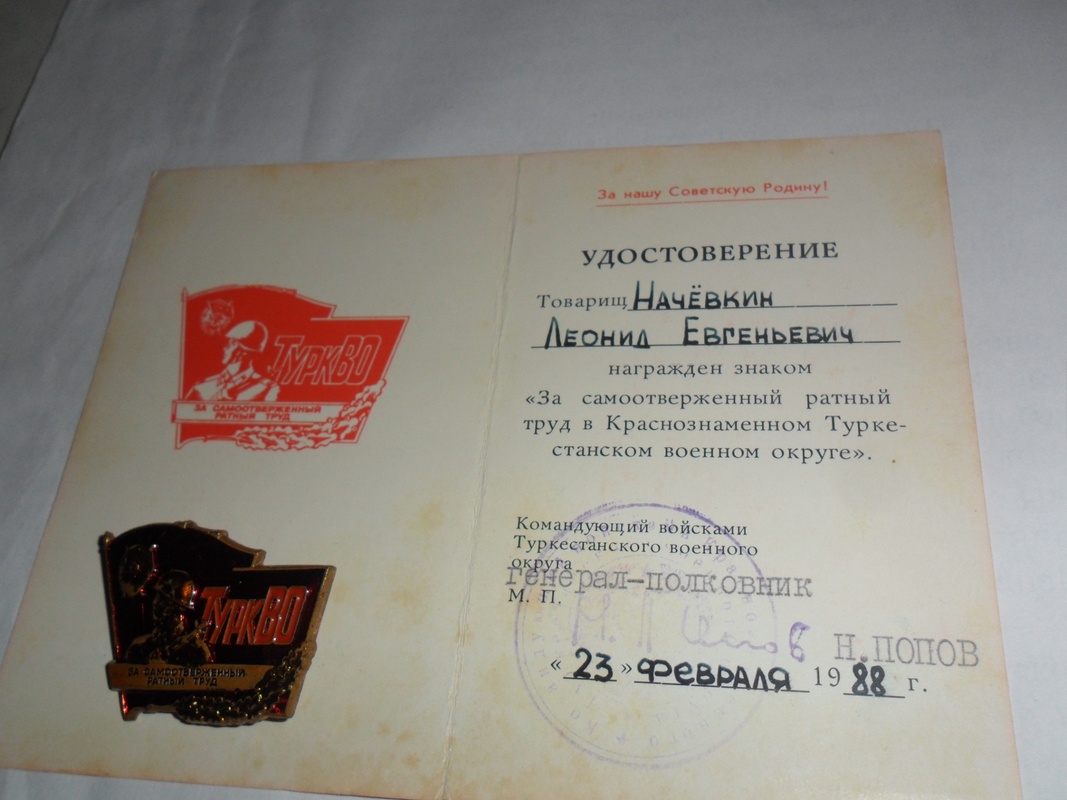 ТуркВО
ЗА САМООТВЕРЖЕННЫЙ
РАТНЫЙ ТРУД
ТуркВО
ЗА САМООТВЕРЖЕННЫЙ
РАТНЫЙ ТРУД
За нашу Советскую Родину!
УДОСТОВЕРЕНИЕ
Товарищ НАЧЁВКИН
ЛЕОНИД ЕВГЕНЬЕВИЧ
награжден знаком
«За самоотверженный ратный
труд в Краснознаменном Турке-
станском военном округе».
Командующий войсками
Туркестанского военного
округа
генерал-полковник
М. П.
Н.ПОПОВ
«23» ФЕВРАЛЯ 1988 г.